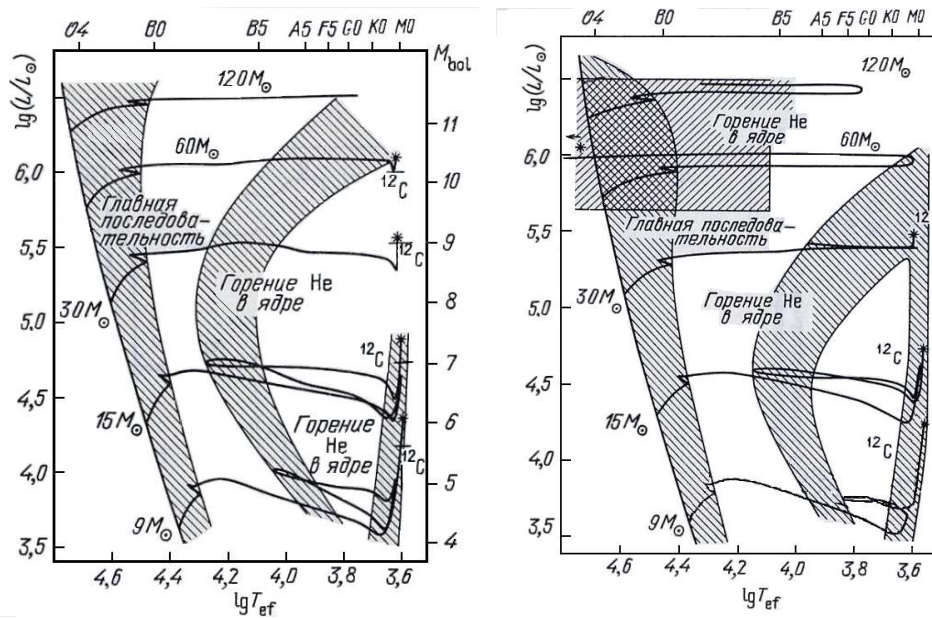 O4 B0 B5 A5 F5 G0 K0 M0
lg(L/L⊙)
M bol
120M⊙
60M⊙
Главная
последова-
тельность
30M⊙
Горение He
в ядре
15M⊙
Горение
He
в ядре
9M⊙
¹²C
¹²C
¹²C
¹²C
6,0
5,5
5,0
4,5
4,0
3,5
11
10
9
8
7
6
5
4
4,6 4,4 4,2 4,0 3,8 3,6
lgT ef
O4 B0 B5 A5 F5 G0 K0 M0
lg(L/L⊙)
120M⊙
Горение He
в ядре
60M⊙
Главная последова-
тельность
12
30M⊙
Горение He
в ядре
¹²C
15M⊙
¹²C
9M⊙
6,0
5,5
5,0
4,5
4,0
3,5
4,6 4,4 4,2 4,0 3,8 3,6
lgT ef